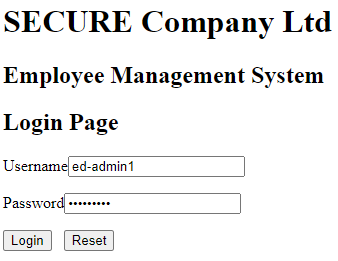 SECURE Company Ltd
Employee Management System
Login Page
Username ed-admin1
Password •••••••••
Login Reset